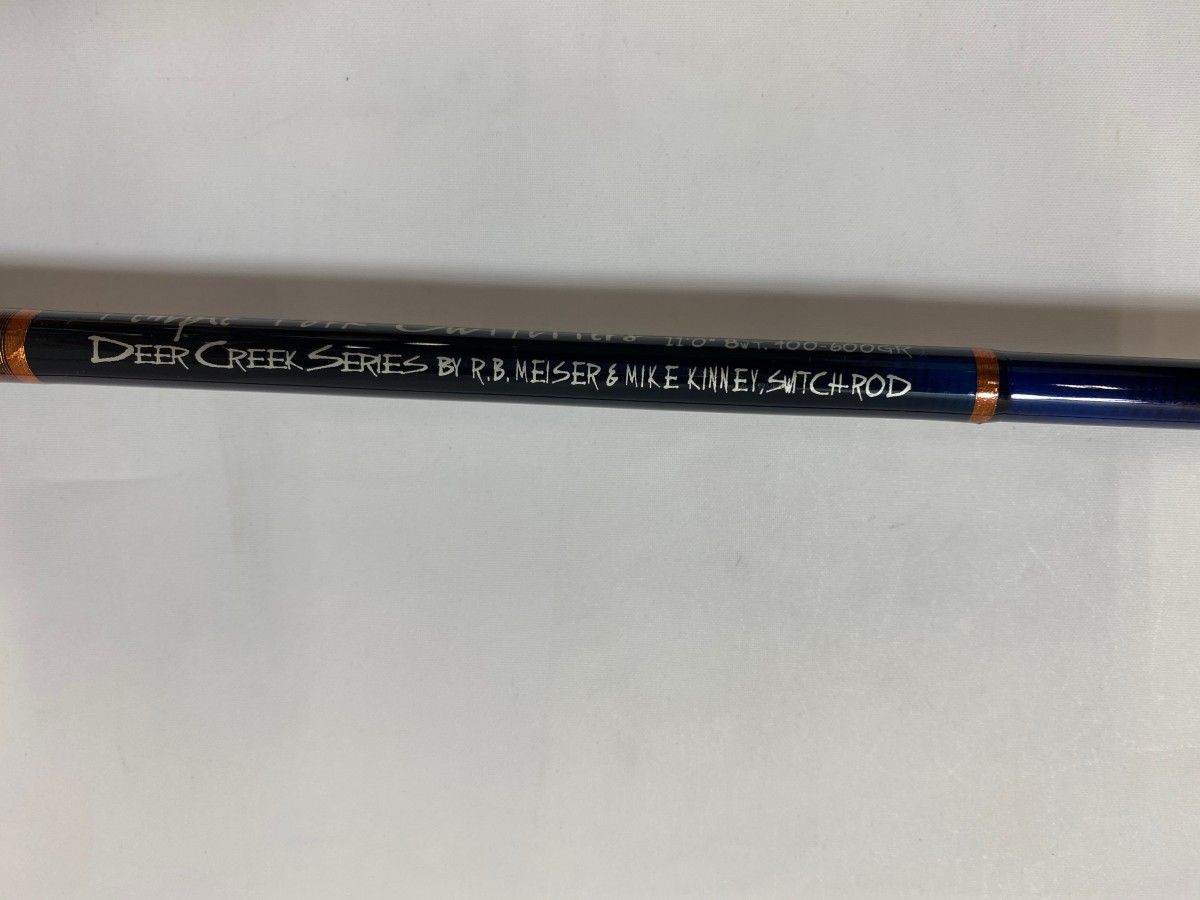 11'0" 8wt. 400-600GR
DEER CREEK SERIES BY R.B. MEISER & MIKE KINNEY, SWITCH ROD